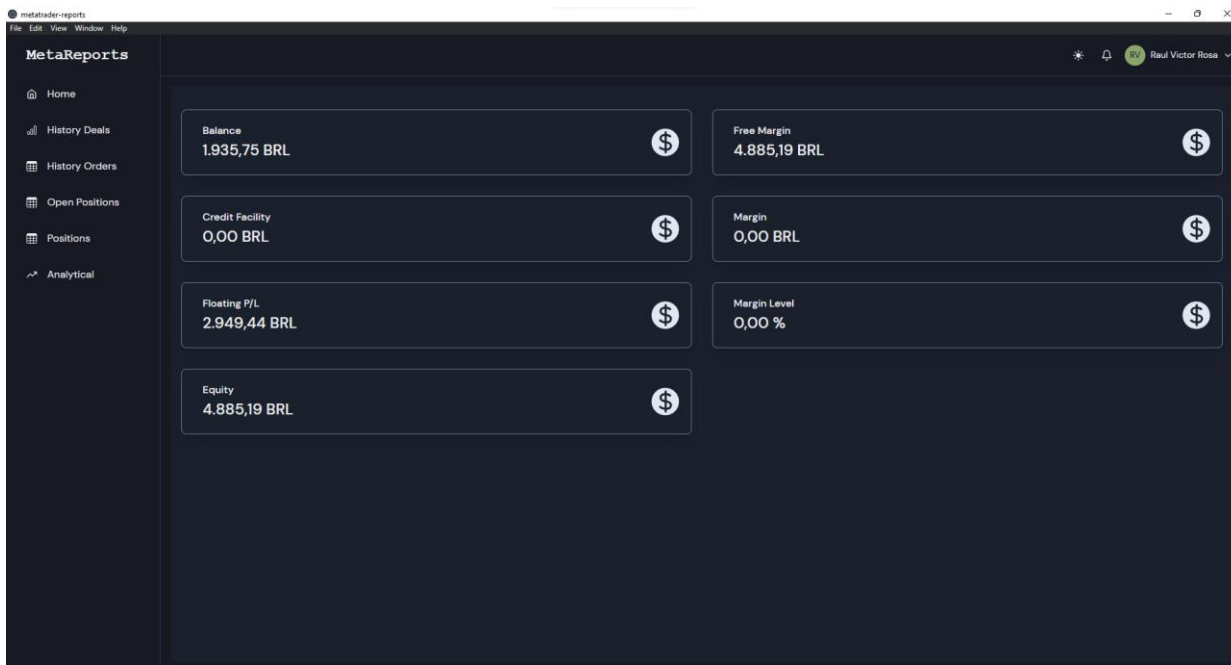 metatrader-reports
File Edit View Window Help
MetaReports
RV Raul Victor Rosa
Home
History Deals
History Orders
Open Positions
Positions
Analytical
Balance
1.935,75 BRL
Free Margin
4.885,19 BRL
Credit Facility
0,00 BRL
Margin
0,00 BRL
Floating P/L
2.949,44 BRL
Margin Level
0,00 %
Equity
4.885,19 BRL